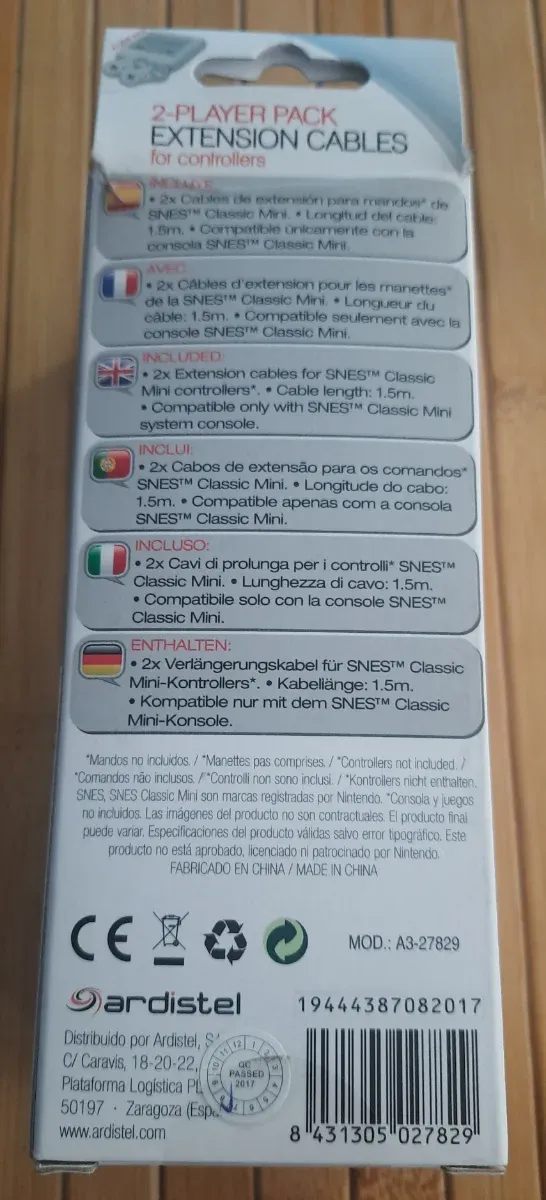 2-PLAYER PACK
EXTENSION CABLES
for controllers
INCLUYE:
• 2x Cables de extensión para mandos* de
SNES™ Classic Mini. • Longitud del cable:
1.5m. • Compatible únicamente con la
consola SNES™ Classic Mini.
AVEC:
• 2x Câbles d'extension pour les manettes*
de la SNES™ Classic Mini. • Longueur du
câble: 1.5m. • Compatible seulement avec la
console SNES™ Classic Mini.
INCLUDED:
• 2x Extension cables for SNES™ Classic
Mini controllers*. • Cable length: 1.5m.
• Compatible only with SNES™ Classic Mini
system console.
INCLUI:
• 2x Cabos de extensão para os comandos*
SNES™ Classic Mini. • Longitude do cabo:
1.5m. • Compatible apenas com a consola
SNES™ Classic Mini.
INCLUSO:
• 2x Cavi di prolunga per i controlli* SNES™
Classic Mini. • Lunghezza di cavo: 1.5m.
• Compatibile solo con la console SNES™
Classic Mini.
ENTHALTEN:
• 2x Verlängerungskabel für SNES™ Classic
Mini-Kontrollers*. • Kabellänge: 1.5m.
• Kompatible nur mit dem SNES™ Classic
Mini-Konsole.
*Mandos no incluidos. / *Manettes pas comprises. / *Controllers not included. /
*Comandos não inclusos. / *Controlli non sono inclusi. / *Kontrollers nicht enthalten.
SNES, SNES Classic Mini son marcas registradas por Nintendo. *Consola y juegos
no incluidos. Las imágenes del producto no son contractuales. El producto final
puede variar. Especificaciones del producto válidas salvo error tipográfico. Este
producto no está aprobado, licenciado ni patrocinado por Nintendo.
FABRICADO EN CHINA / MADE IN CHINA
CE
MOD.: A3-27829
ardistel
19444387082017
Distribuido por Ardistel, S
C/ Caravis, 18-20-22,
Plataforma Logística PL
50197 · Zaragoza (Espa
www.ardistel.com
QC
PASSED
2017
8 431305 027829